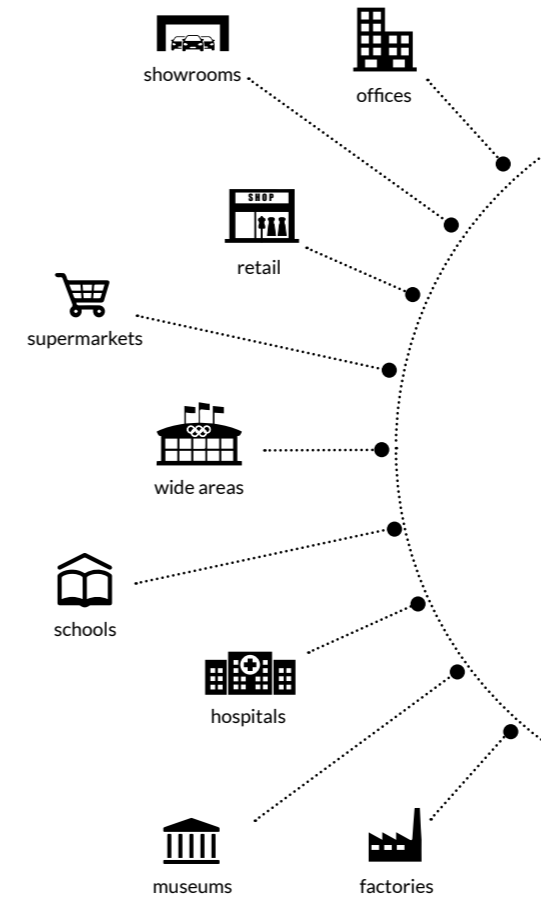 showrooms
offices
SHOP
retail
supermarkets
wide areas
schools
hospitals
museums
factories